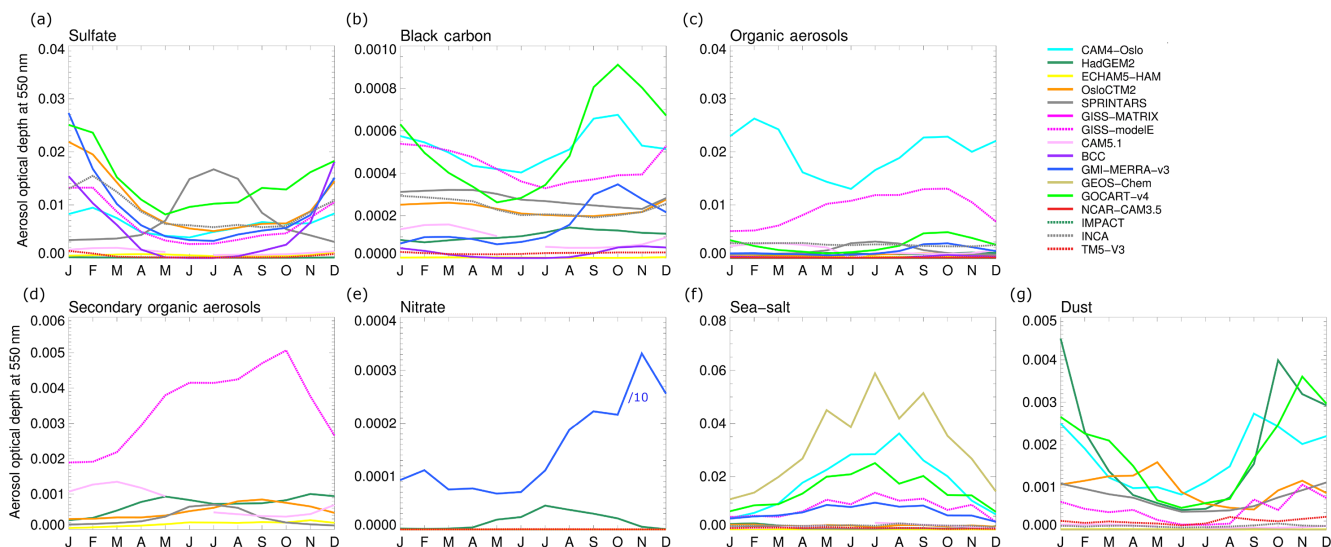 (a) Sulfate
(b) Black carbon
(c) Organic aerosols
Aerosol optical depth at 550 nm
0.04
0.03
0.02
0.01
0.00
J F M A M J J A S O N D
0.0010
0.0008
0.0006
0.0004
0.0002
0.0000
J F M A M J J A S O N D
0.04
0.03
0.02
0.01
0.00
J F M A M J J A S O N D
CAM4-Oslo
HadGEM2
ECHAM5-HAM
OsloCTM2
SPRINTARS
GISS-MATRIX
GISS-modelE
CAM5.1
BCC
GMI-MERRA-v3
GEOS-Chem
GOCART-v4
NCAR-CAM3.5
IMPACT
INCA
TM5-V3
(d) Secondary organic aerosols
(e) Nitrate
(f) Sea-salt
(g) Dust
Aerosol optical depth at 550 nm
0.006
0.005
0.004
0.003
0.002
0.001
0.000
J F M A M J J A S O N D
0.0004
0.0003
0.0002
0.0001
0.0000
/10
J F M A M J J A S O N D
0.08
0.06
0.04
0.02
0.00
J F M A M J J A S O N D
0.005
0.004
0.003
0.002
0.001
0.000
J F M A M J J A S O N D